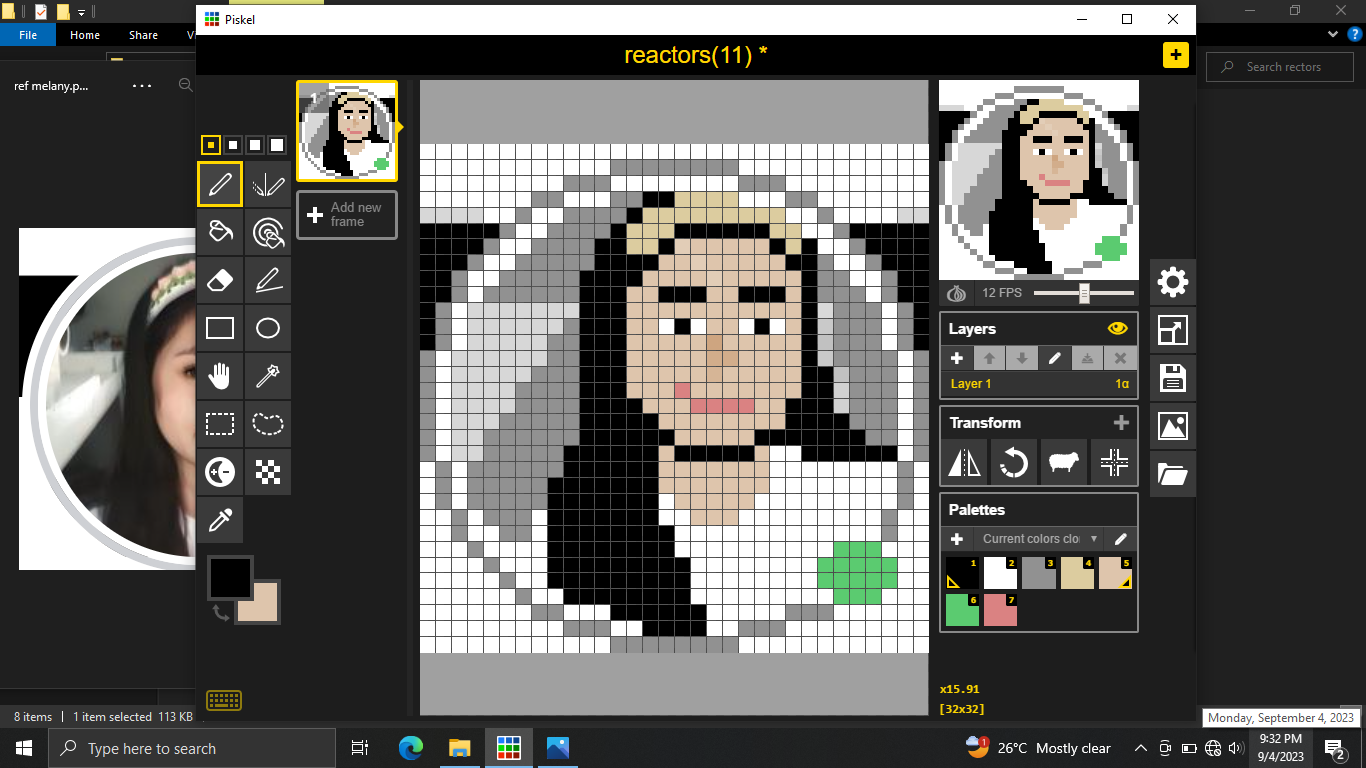 Piskel
File
Home
Share
Vi
reactors(11) *
+
Search rectors
ref melany.p...
1
Add new
frame
12 FPS
Layers
Layer 1
1α
Transform
Palettes
Current colors clo
1
2
3
4
5
6
7
x15.91
[32x32]
8 items
1 item selected
113 KB
Monday, September 4, 2023
Type here to search
1
26°C
Mostly clear
9:32 PM
9/4/2023
2